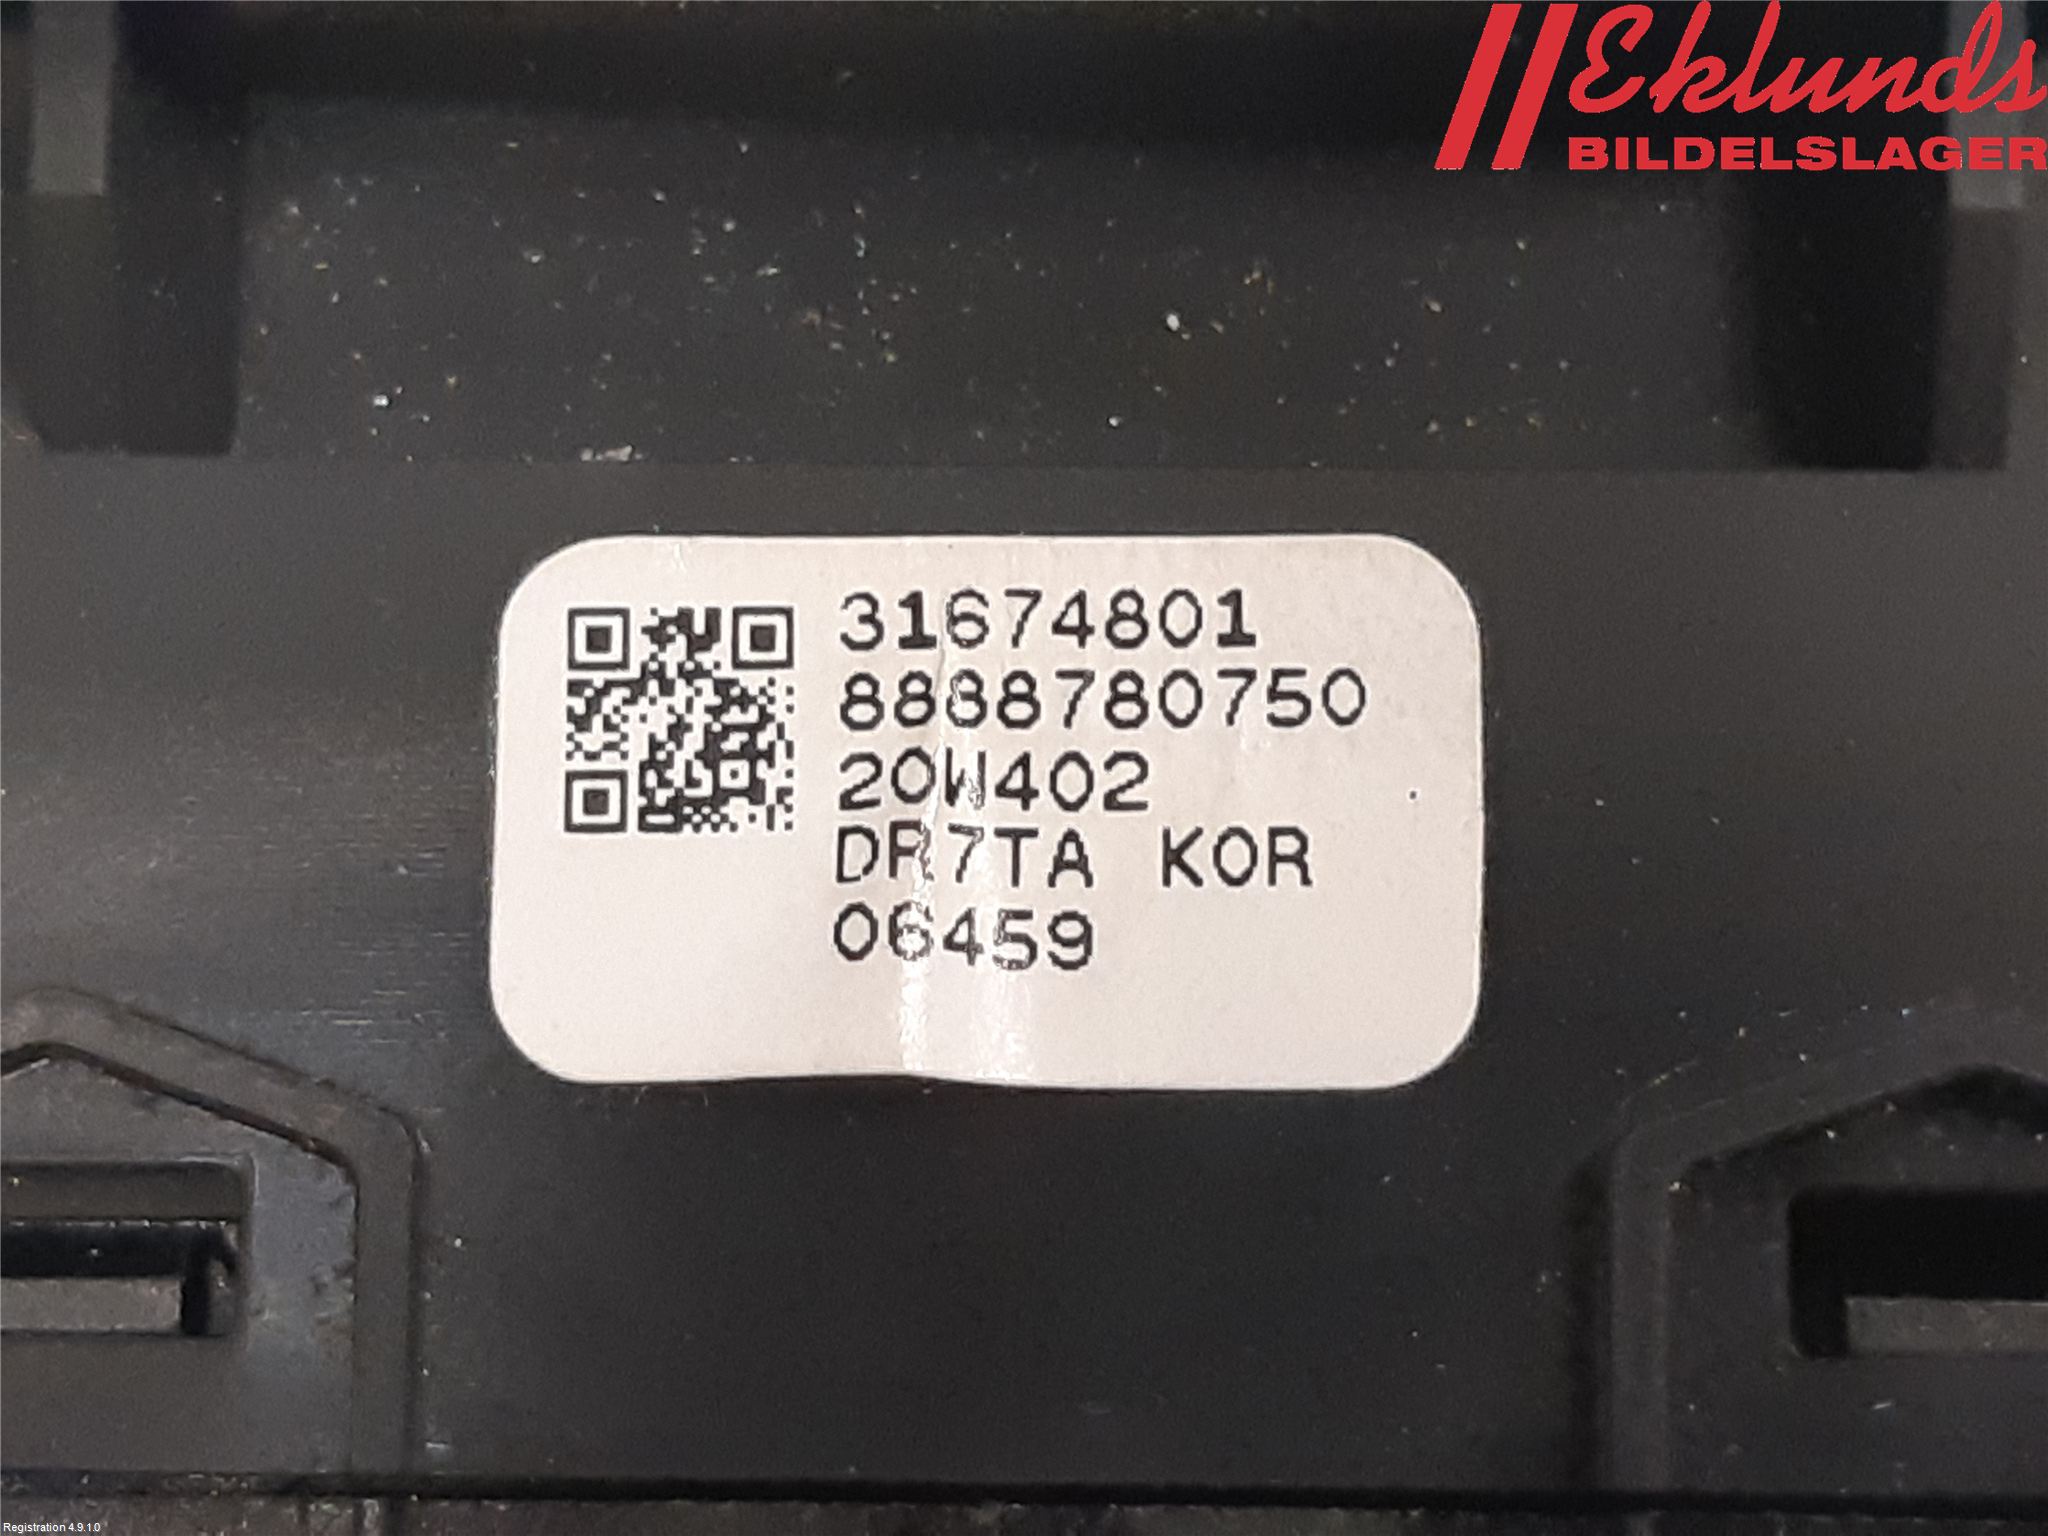 Eklunds
BILDELSLAGER
31674801
8888780750
20W402
DR7TA KOR
06459
Registration 4.9.1.0